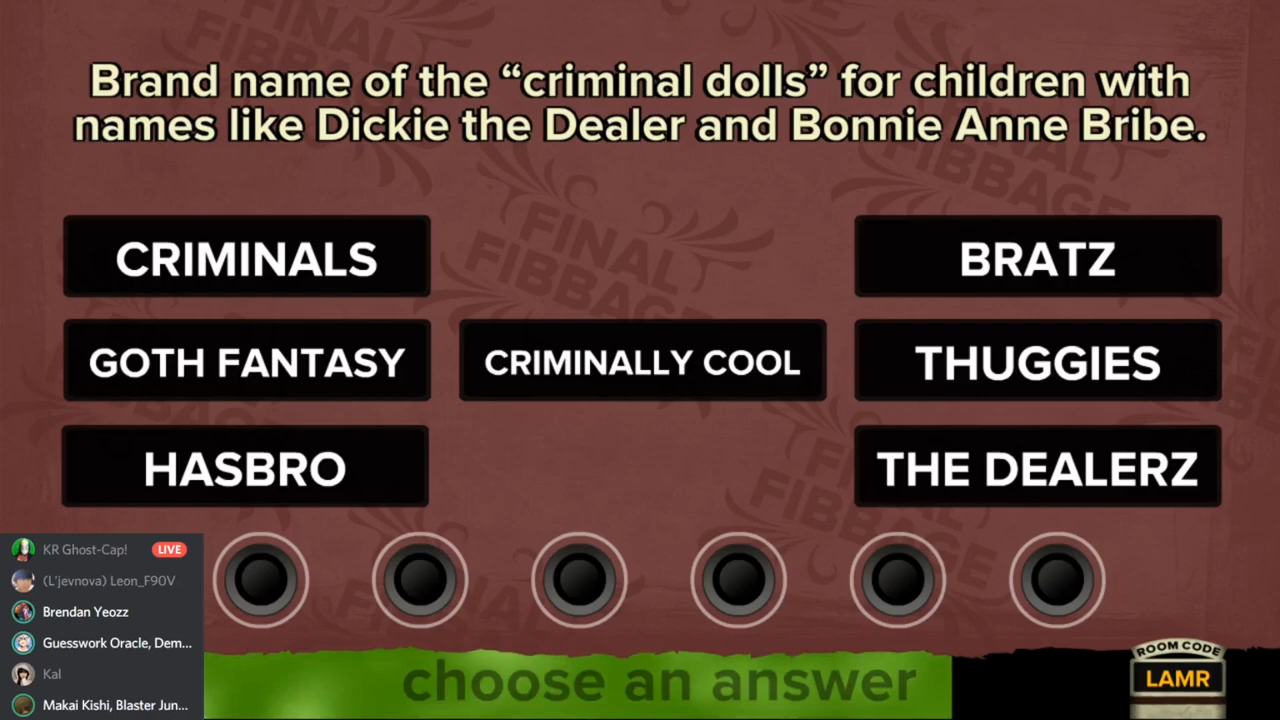 Brand name of the “criminal dolls” for children with
names like Dickie the Dealer and Bonnie Anne Bribe.
CRIMINALS
BRATZ
GOTH FANTASY
CRIMINALLY COOL
THUGGIES
HASBRO
THE DEALERZ
FINAL
FIBBAGE
KR Ghost-Cap! LIVE
(L'jevnova) Leon_F90V
Brendan Yeozz
Guesswork Oracle, Dem...
Kal
Makai Kishi, Blaster Jun...
choose an answer
ROOM CODE
LAMR